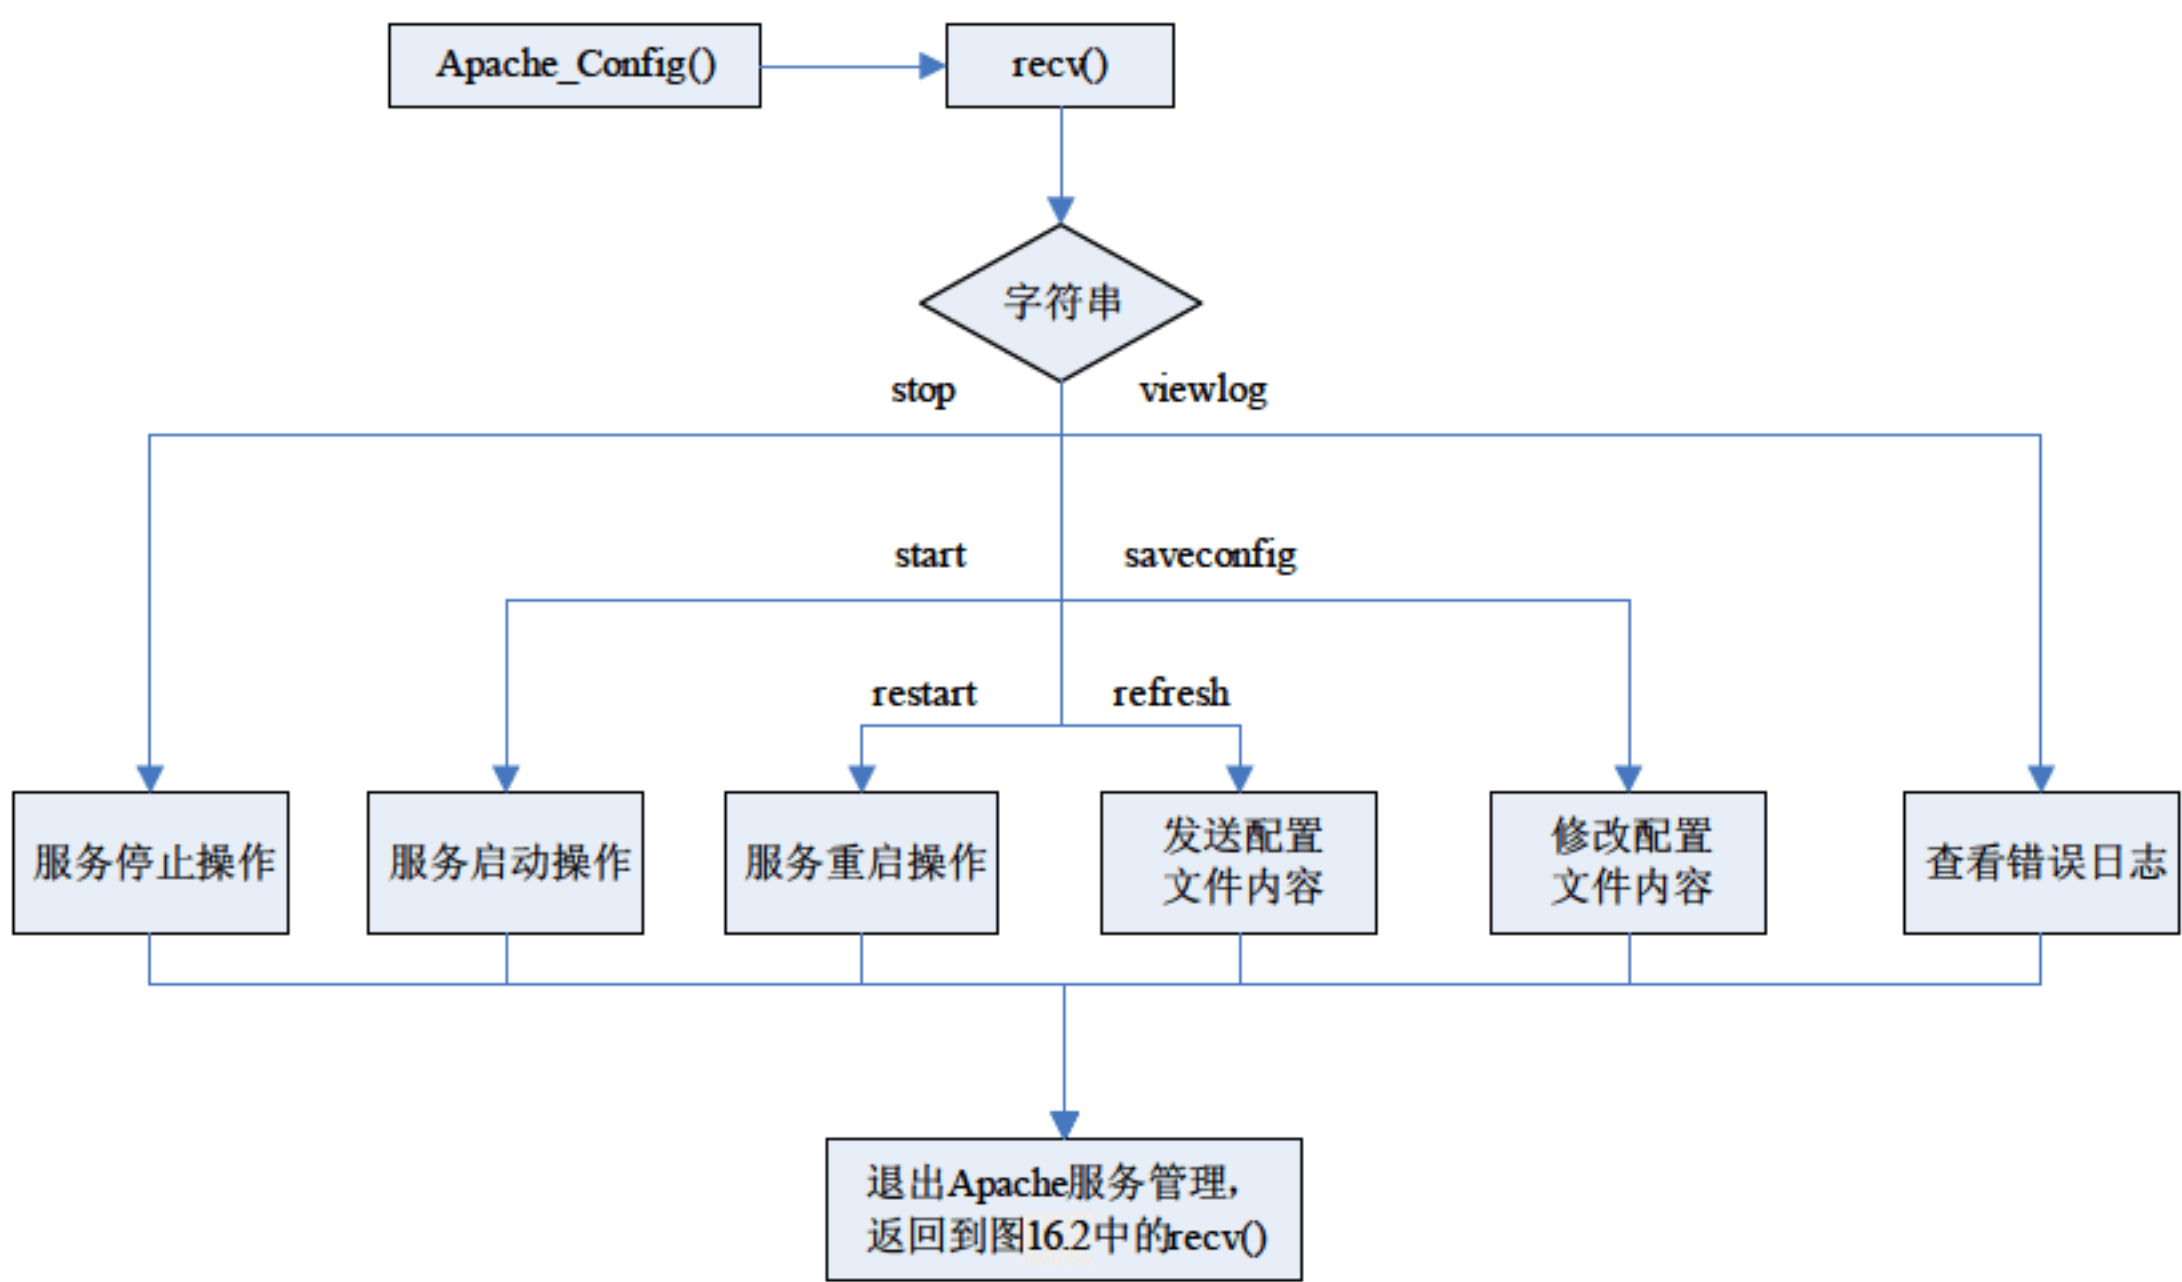 Apache_Config()
recv()
字符串
stop
viewlog
start
saveconfig
restart
refresh
服务停止操作
服务启动操作
服务重启操作
发送配置
文件内容
修改配置
文件内容
查看错误日志
退出Apache服务管理，
返回到图16.2中的recv()